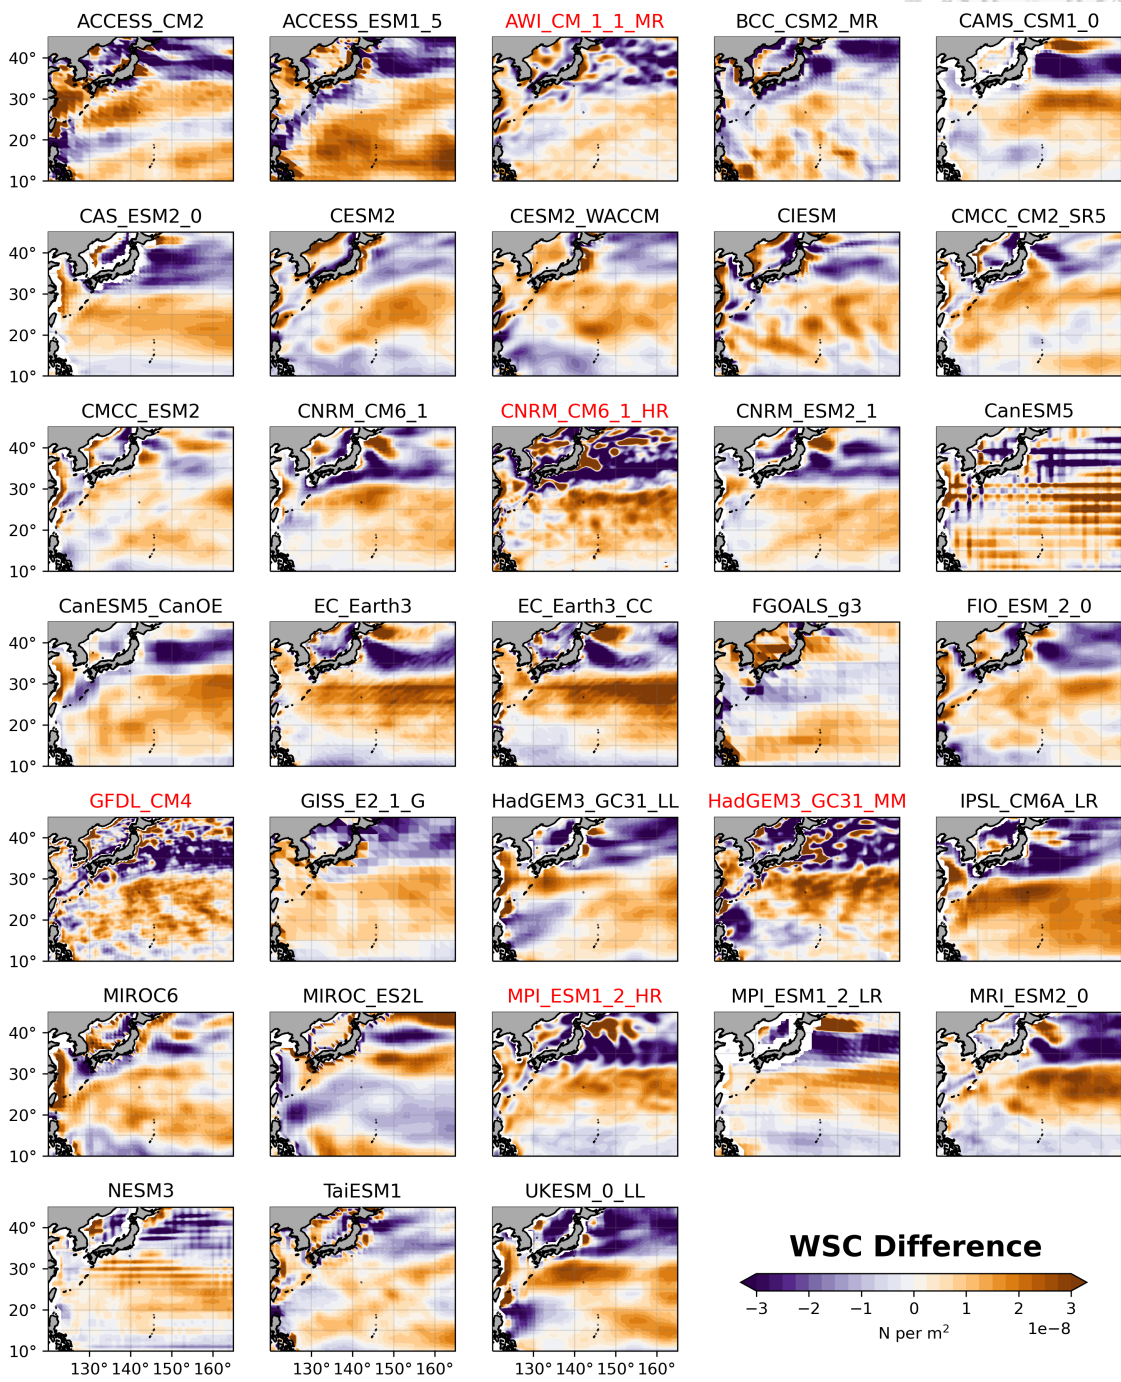 ACCESS_CM2 ACCESS_ESM1_5 AWI_CM_1_1_MR BCC_CSM2_MR CAMS_CSM1_0
40°
30°
20°
10°
CAS_ESM2_0 CESM2 CESM2_WACCM CIESM CMCC_CM2_SR5
40°
30°
20°
10°
CMCC_ESM2 CNRM_CM6_1 CNRM_CM6_1_HR CNRM_ESM2_1 CanESM5
40°
30°
20°
10°
CanESM5_CanOE EC_Earth3 EC_Earth3_CC FGOALS_g3 FIO_ESM_2_0
40°
30°
20°
10°
GFDL_CM4 GISS_E2_1_G HadGEM3_GC31_LL HadGEM3_GC31_MM IPSL_CM6A_LR
40°
30°
20°
10°
MIROC6 MIROC_ES2L MPI_ESM1_2_HR MPI_ESM1_2_LR MRI_ESM2_0
40°
30°
20°
10°
NESM3 TaiESM1 UKESM_0_LL
40°
30°
20°
10°
130° 140° 150° 160° 130° 140° 150° 160° 130° 140° 150° 160°
WSC Difference
−3 −2 −1 0 1 2 3
N per m²
1e−8